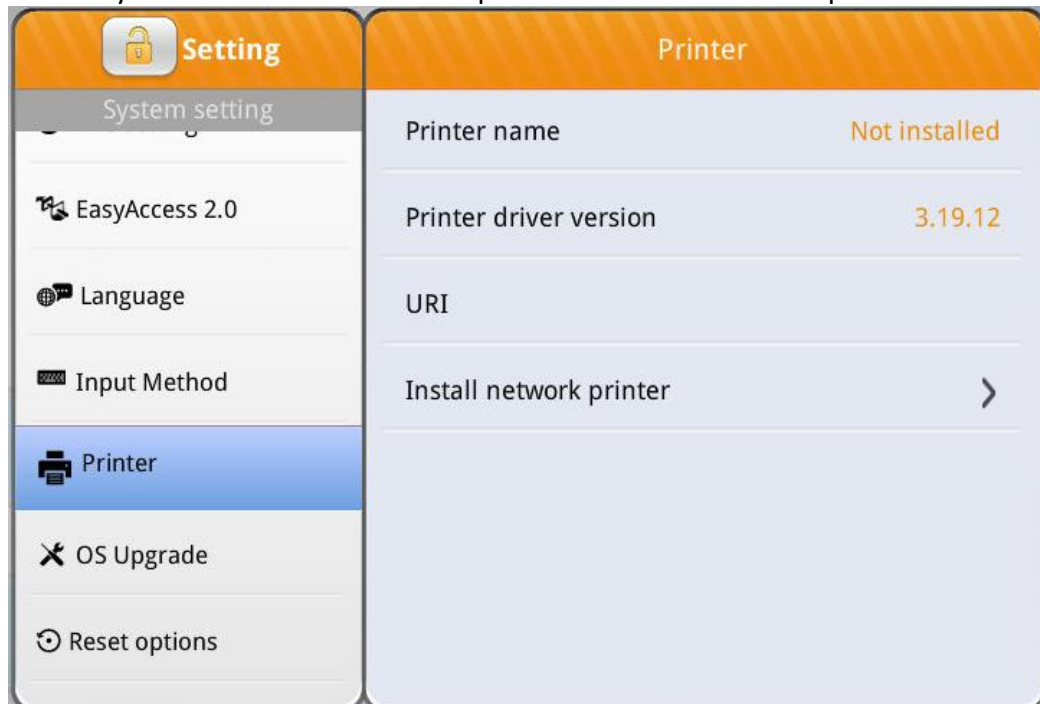 Setting
System setting
EasyAccess 2.0
Language
Input Method
Printer
OS Upgrade
Reset options
Printer
Printer name Not installed
Printer driver version 3.19.12
URI
Install network printer